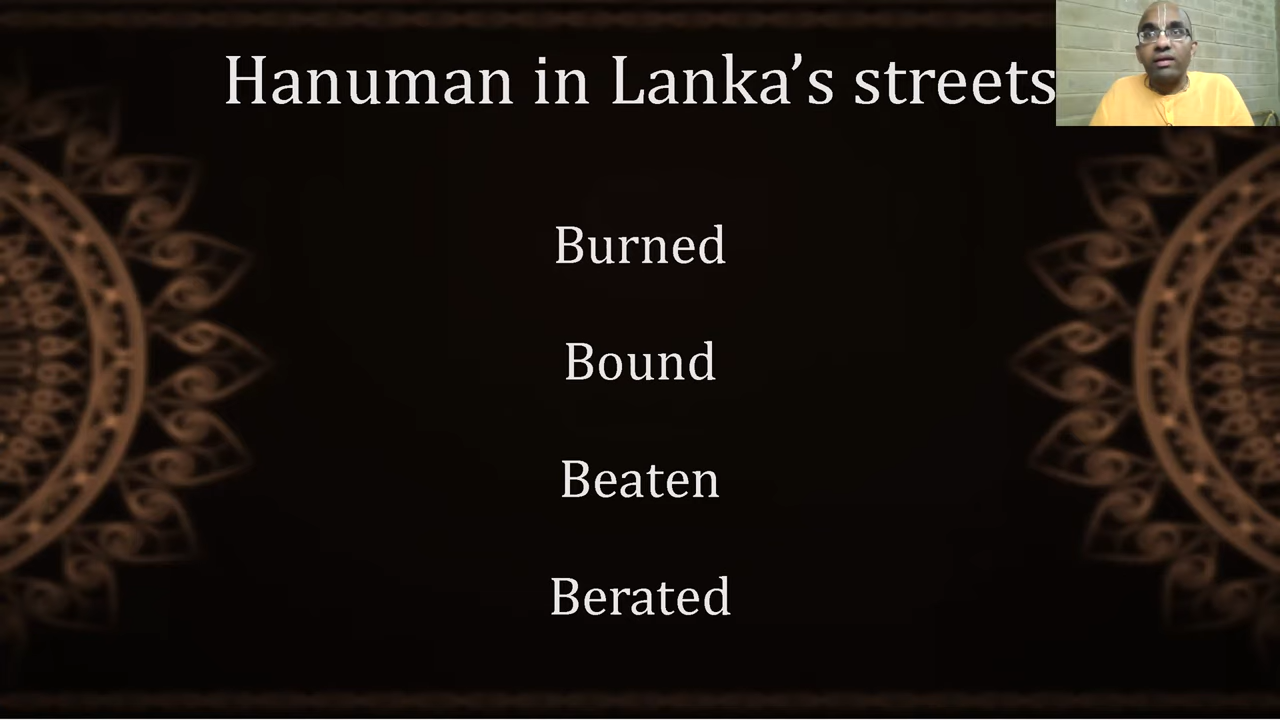 Hanuman in Lanka’s streets
Burned
Bound
Beaten
Berated